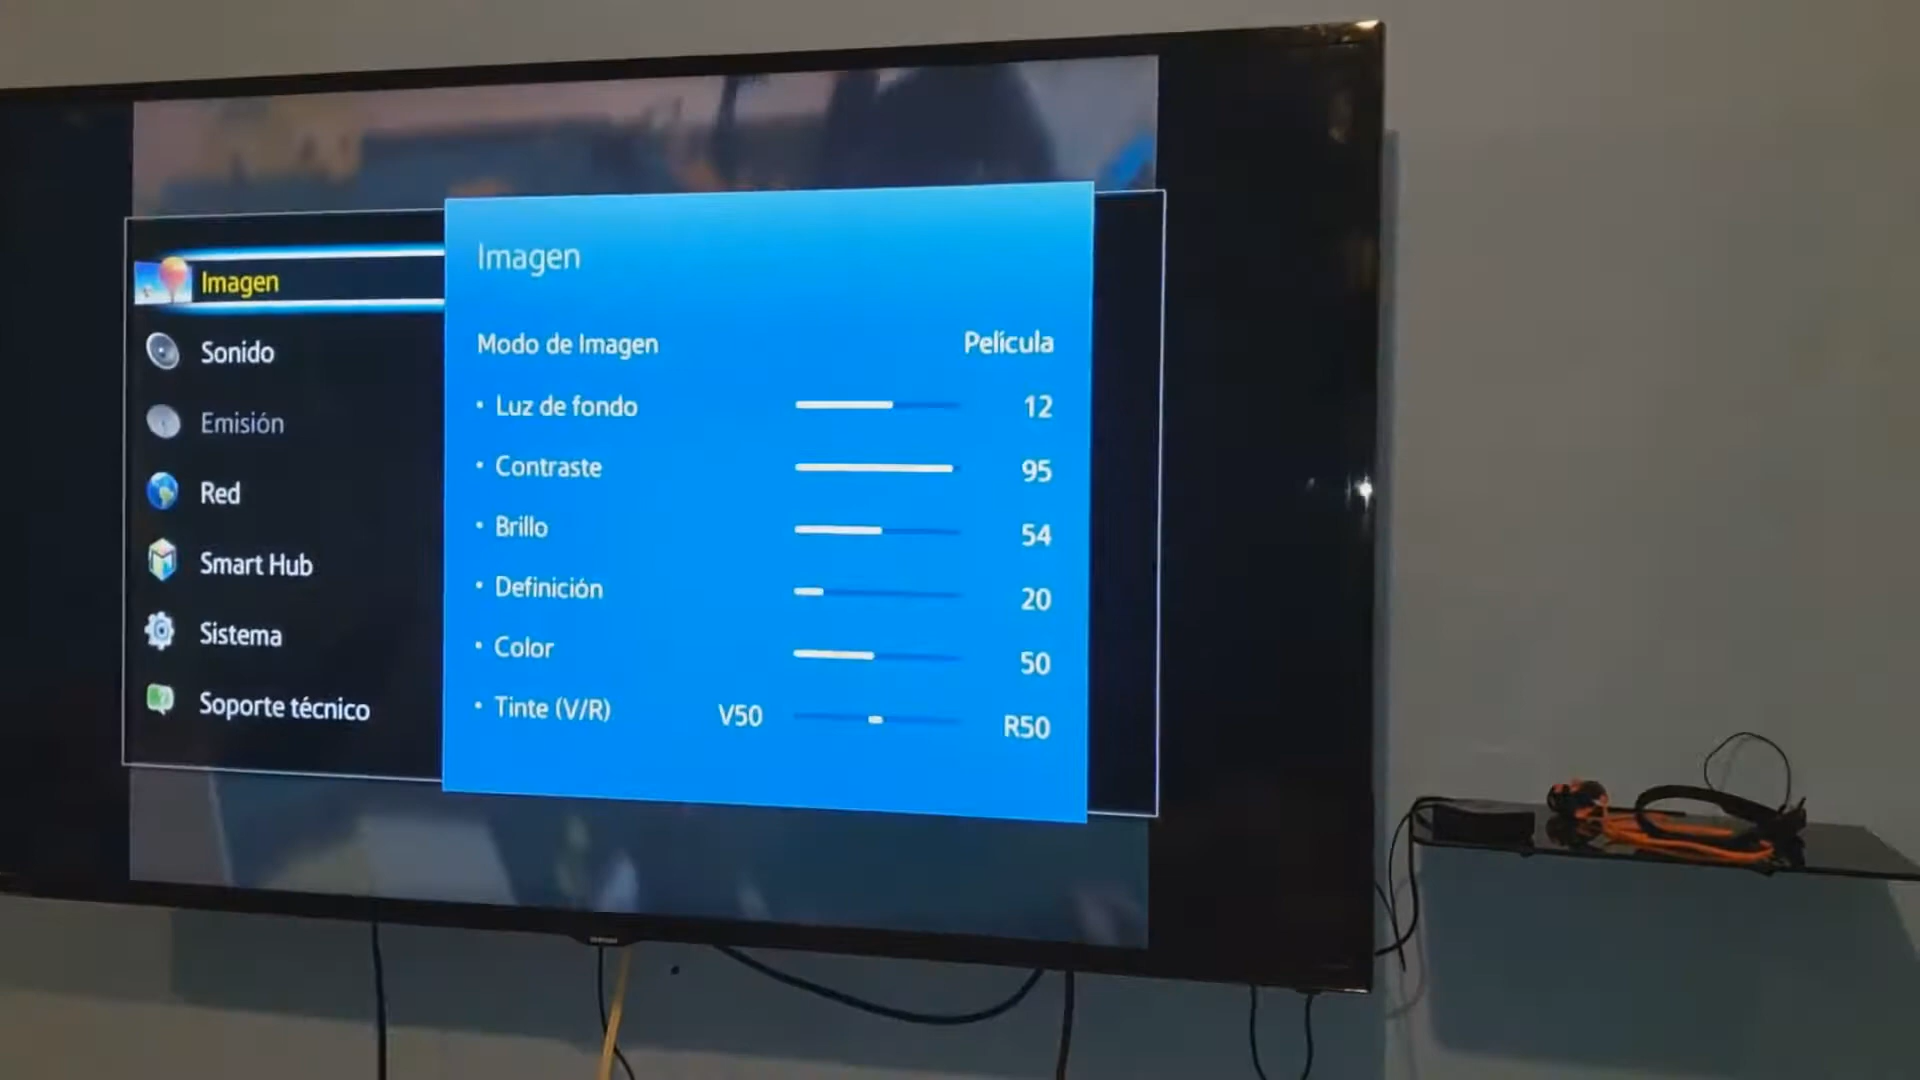 Imagen
Sonido
Emisión
Red
Smart Hub
Sistema
Soporte técnico
Imagen
Modo de Imagen Película
• Luz de fondo 12
• Contraste 95
• Brillo 54
• Definición 20
• Color 50
• Tinte (V/R) V50 R50